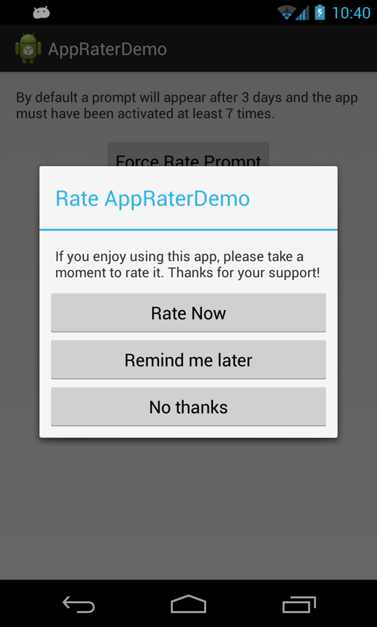 10:40
AppRaterDemo
By default a prompt will appear after 3 days and the app
must have been activated at least 7 times.
Force Rate Prompt
Rate AppRaterDemo
If you enjoy using this app, please take a
moment to rate it. Thanks for your support!
Rate Now
Remind me later
No thanks